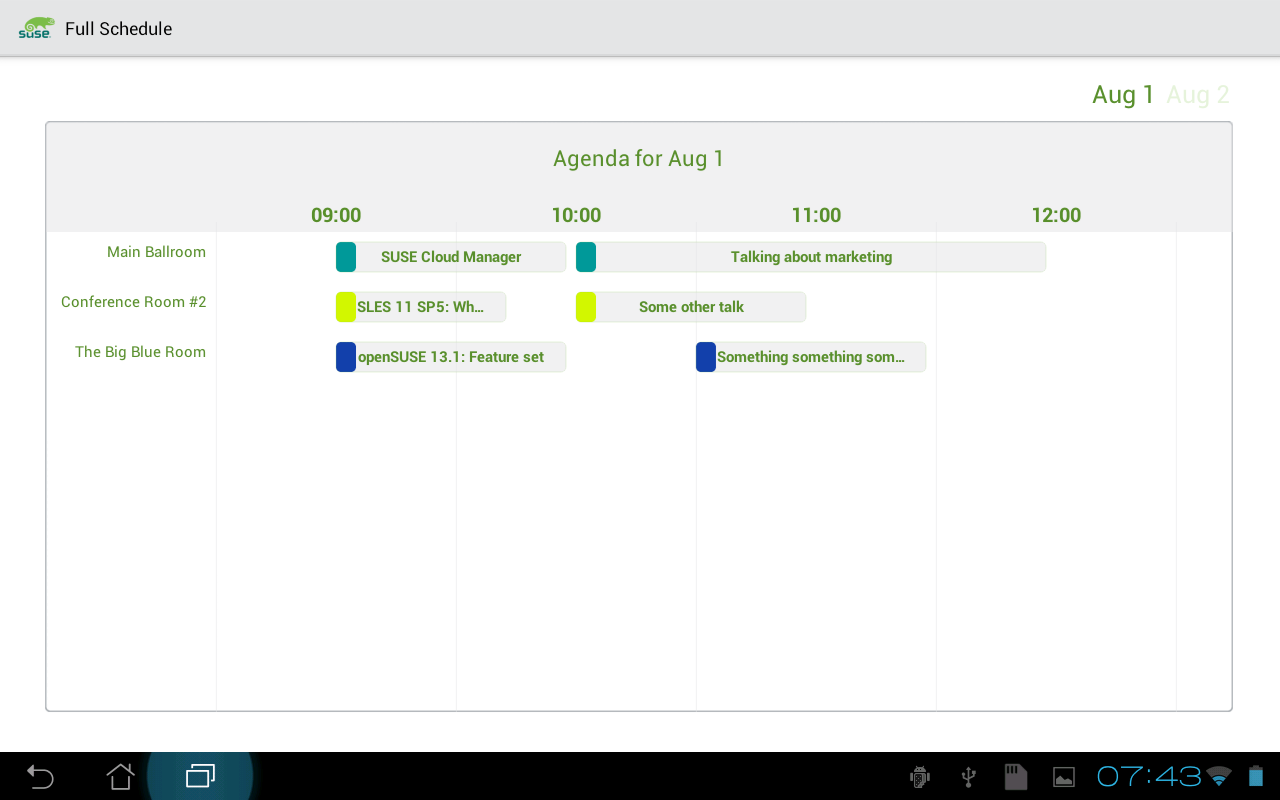 SUSE Full Schedule
Aug 1 Aug 2
Agenda for Aug 1
09:00 10:00 11:00 12:00
Main Ballroom SUSE Cloud Manager Talking about marketing
Conference Room #2 SLES 11 SP5: Wh... Some other talk
The Big Blue Room openSUSE 13.1: Feature set Something something som...
07:43